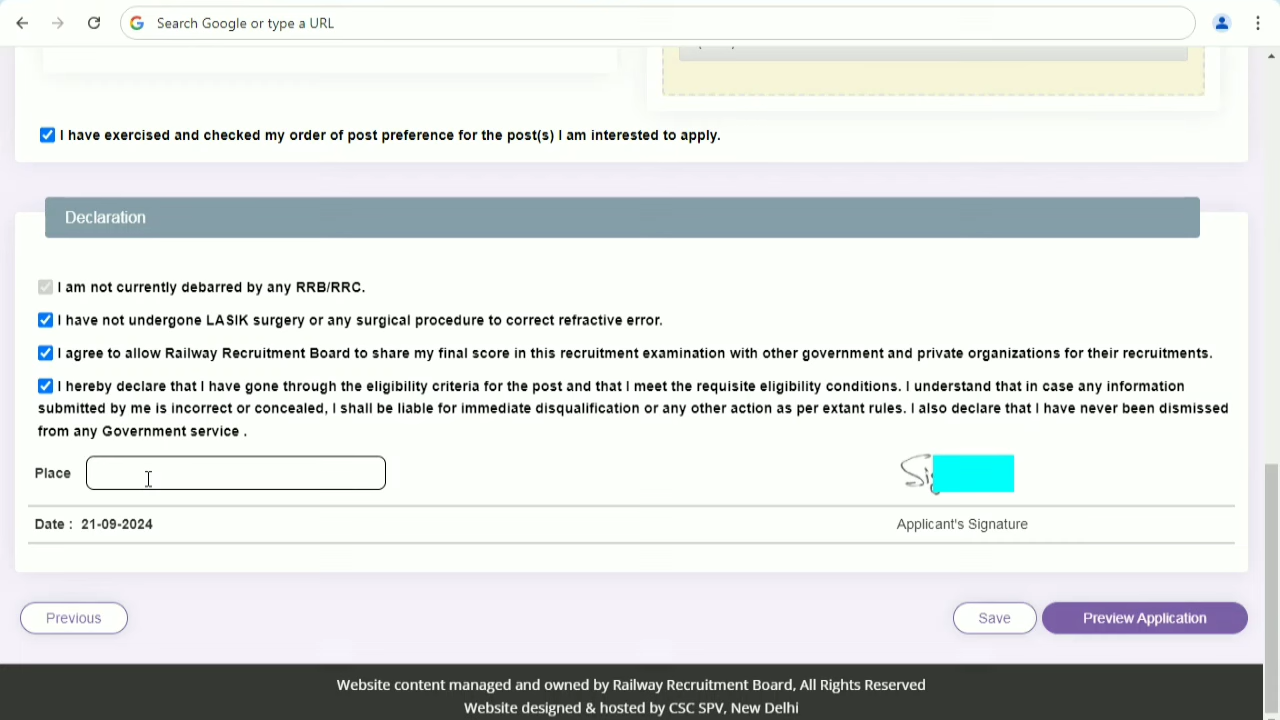 Search Google or type a URL
I have exercised and checked my order of post preference for the post(s) I am interested to apply.
Declaration
I am not currently debarred by any RRB/RRC.
I have not undergone LASIK surgery or any surgical procedure to correct refractive error.
I agree to allow Railway Recruitment Board to share my final score in this recruitment examination with other government and private organizations for their recruitments.
I hereby declare that I have gone through the eligibility criteria for the post and that I meet the requisite eligibility conditions. I understand that in case any information
submitted by me is incorrect or concealed, I shall be liable for immediate disqualification or any other action as per extant rules. I also declare that I have never been dismissed
from any Government service .
Place
Date : 21-09-2024
Applicant's Signature
Previous
Save
Preview Application
Website content managed and owned by Railway Recruitment Board, All Rights Reserved
Website designed & hosted by CSC SPV, New Delhi